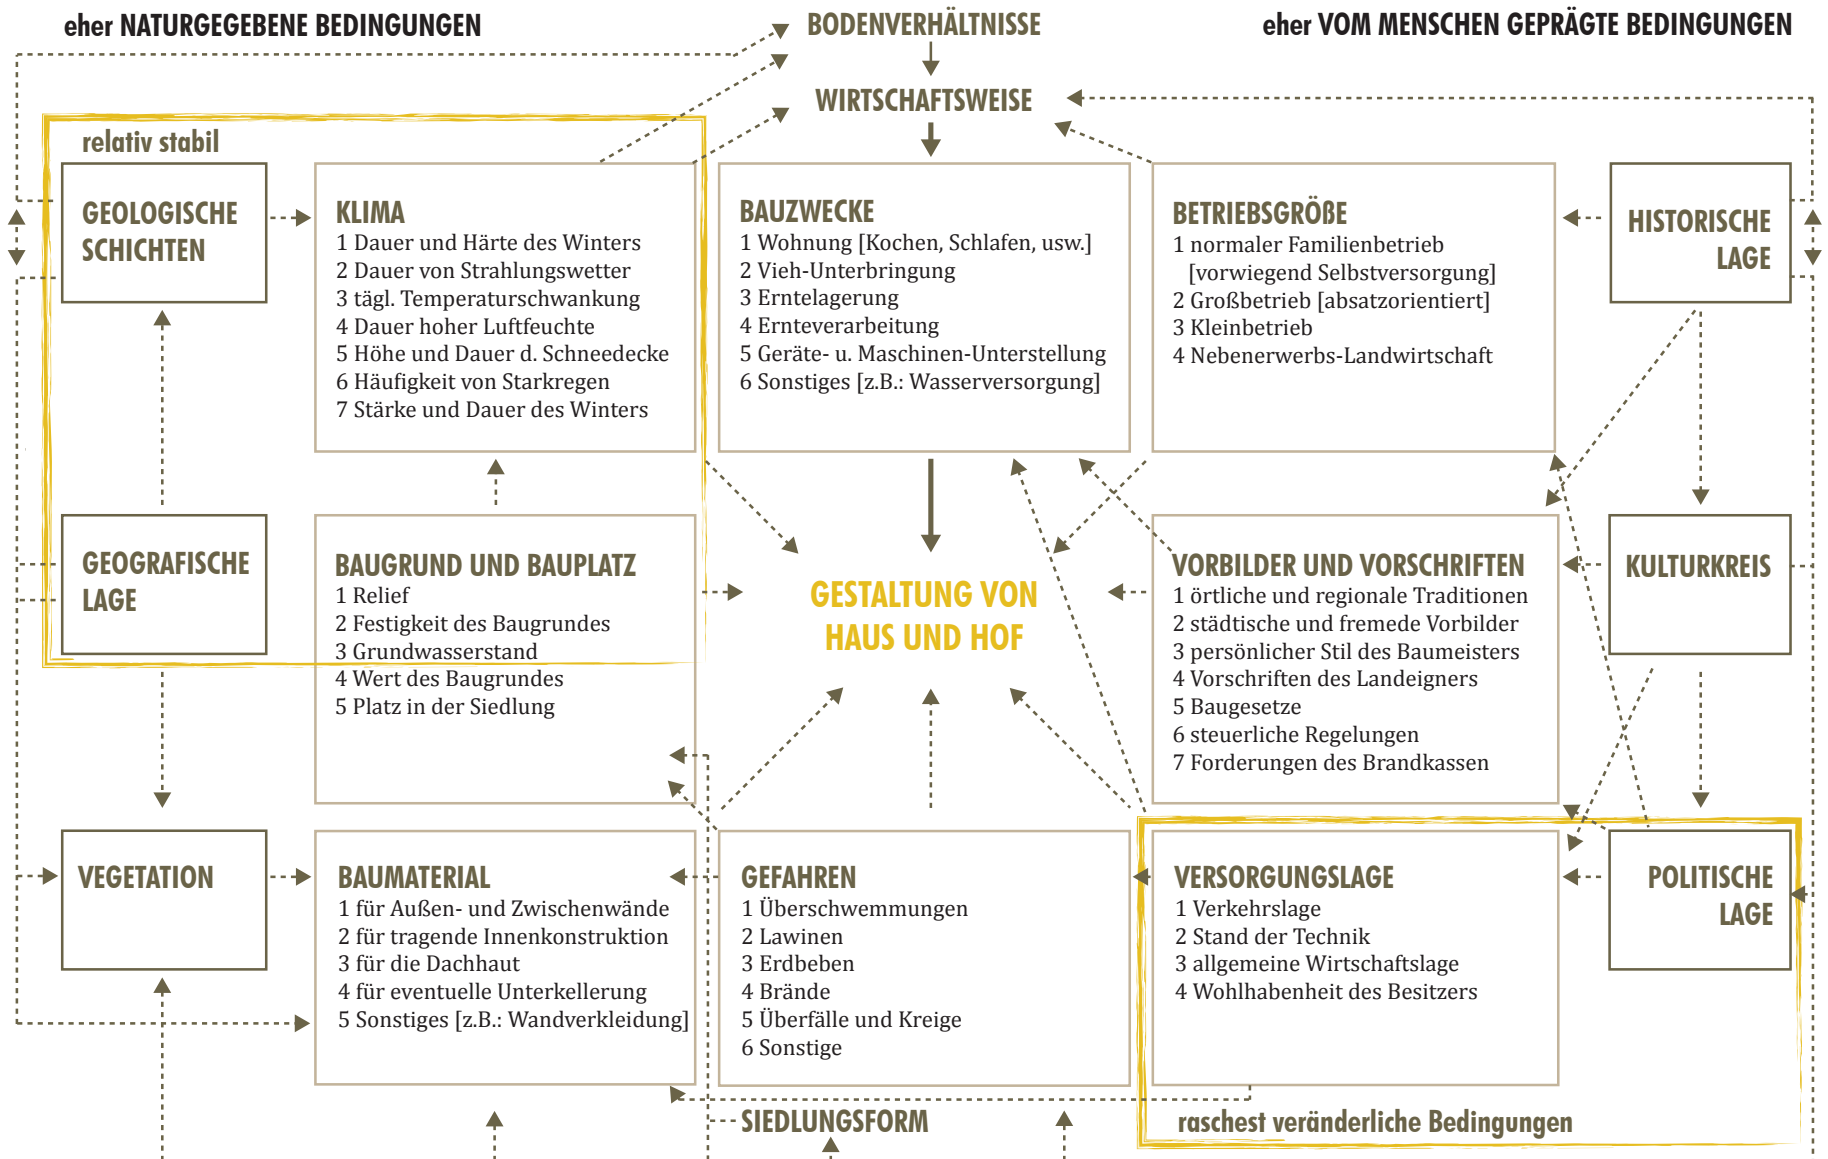 eher NATURGEGEBENE BEDINGUNGEN
BODENVERHÄLTNISSE
eher VOM MENSCHEN GEPRÄGTE BEDINGUNGEN
WIRTSCHAFTSWEISE
relativ stabil
GEOLOGISCHE
SCHICHTEN
KLIMA
1 Dauer und Härte des Winters
2 Dauer von Strahlungswetter
3 tägl. Temperaturschwankung
4 Dauer hoher Luftfeuchte
5 Höhe und Dauer d. Schneedecke
6 Häufigkeit von Starkregen
7 Stärke und Dauer des Winters
BAUZWECKE
1 Wohnung [Kochen, Schlafen, usw.]
2 Vieh-Unterbringung
3 Erntelagerung
4 Ernteverarbeitung
5 Geräte- u. Maschinen-Unterstellung
6 Sonstiges [z.B.: Wasserversorgung]
BETRIEBSGRÖßE
1 normaler Familienbetrieb
[vorwiegend Selbstversorgung]
2 Großbetrieb [absatzorientiert]
3 Kleinbetrieb
4 Nebenerwerbs-Landwirtschaft
HISTORISCHE
LAGE
GEOGRAFISCHE
LAGE
BAUGRUND UND BAUPLATZ
1 Relief
2 Festigkeit des Baugrundes
3 Grundwasserstand
4 Wert des Baugrundes
5 Platz in der Siedlung
GESTALTUNG VON
HAUS UND HOF
VORBILDER UND VORSCHRIFTEN
1 örtliche und regionale Traditionen
2 städtische und fremede Vorbilder
3 persönlicher Stil des Baumeisters
4 Vorschriften des Landeigners
5 Baugesetze
6 steuerliche Regelungen
7 Forderungen des Brandkassen
KULTURKREIS
VEGETATION
BAUMATERIAL
1 für Außen- und Zwischenwände
2 für tragende Innenkonstruktion
3 für die Dachhaut
4 für eventuelle Unterkellerung
5 Sonstiges [z.B.: Wandverkleidung]
GEFAHREN
1 Überschwemmungen
2 Lawinen
3 Erdbeben
4 Brände
5 Überfälle und Kreige
6 Sonstige
VERSORGUNGSLAGE
1 Verkehrslage
2 Stand der Technik
3 allgemeine Wirtschaftslage
4 Wohlhabenheit des Besitzers
POLITISCHE
LAGE
SIEDLUNGSFORM
raschest veränderliche Bedingungen